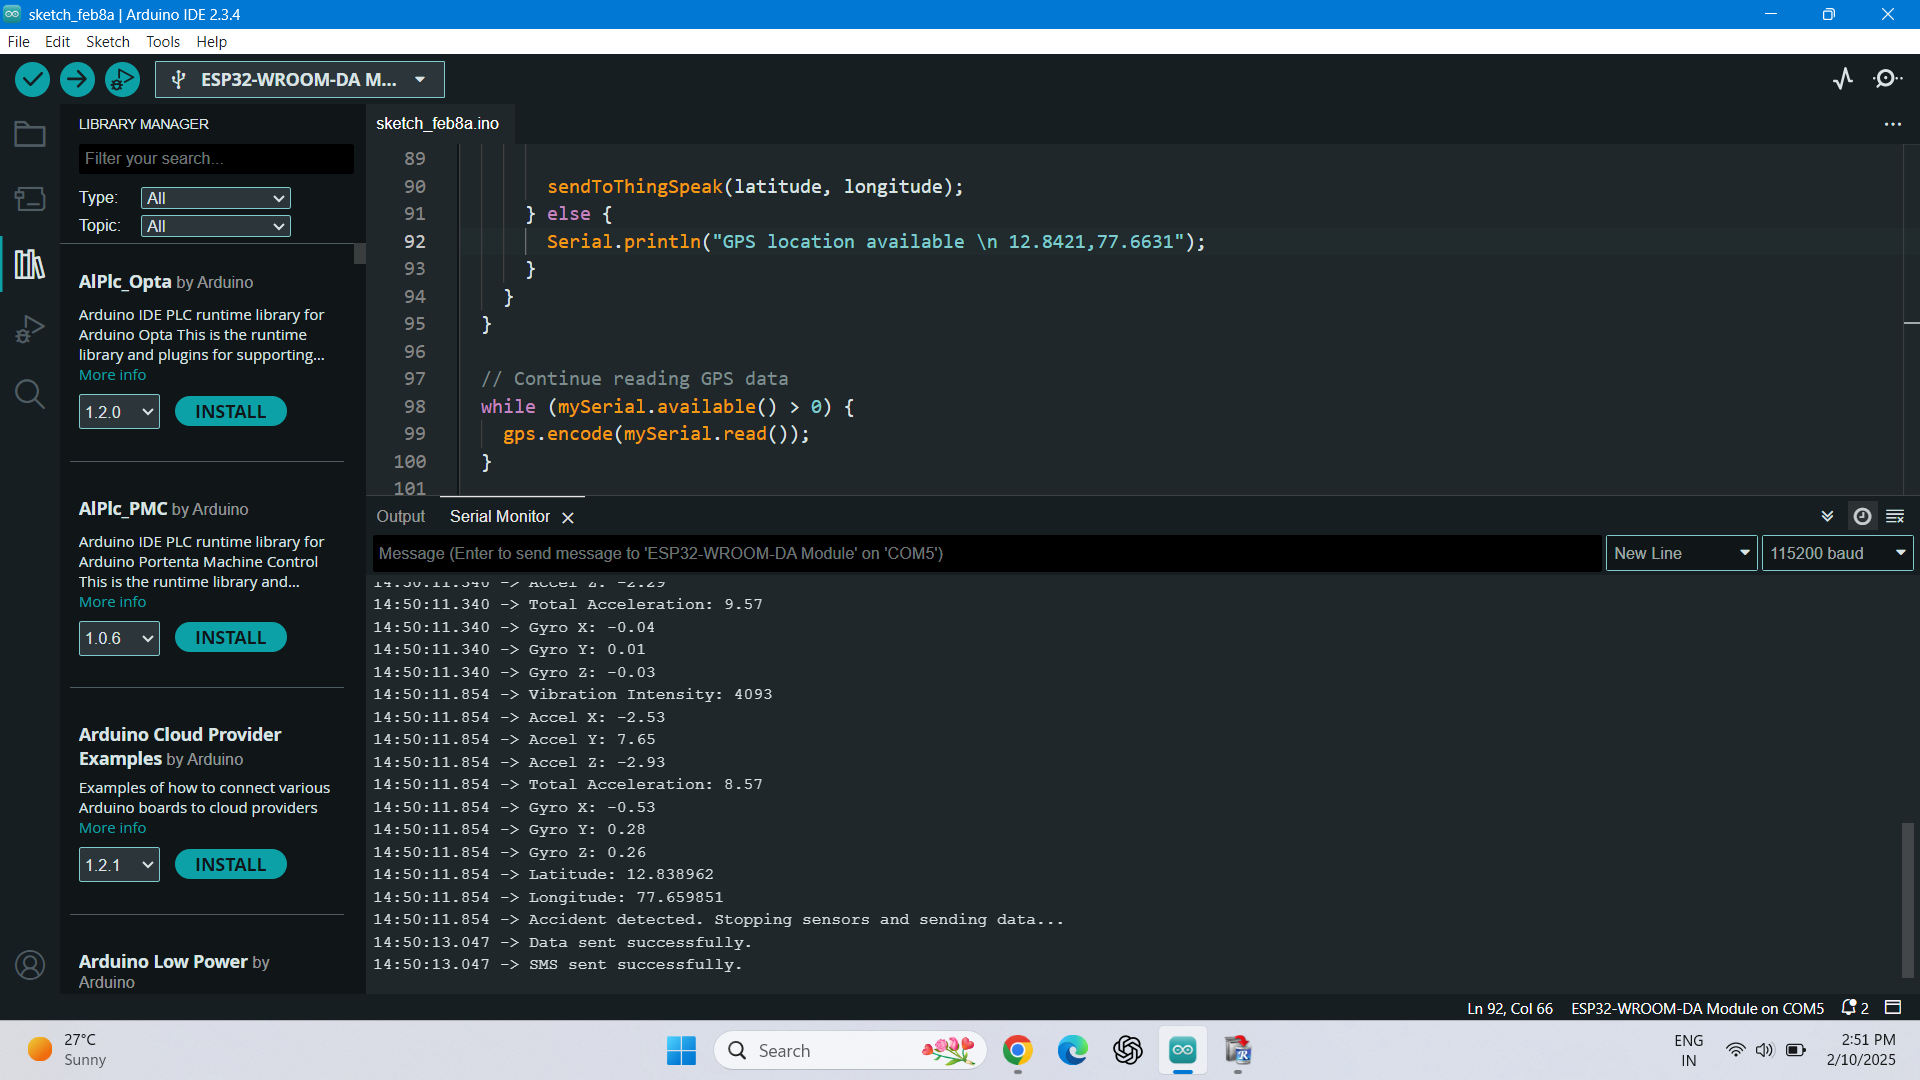 sketch_feb8a | Arduino IDE 2.3.4
File Edit Sketch Tools Help
ESP32-WROOM-DA M...
LIBRARY MANAGER
Filter your search...
Type: All
Topic: All
AlPlc_Opta by Arduino
Arduino IDE PLC runtime library for
Arduino Opta This is the runtime
library and plugins for supporting...
More info
1.2.0 INSTALL
AlPlc_PMC by Arduino
Arduino IDE PLC runtime library for
Arduino Portenta Machine Control
This is the runtime library and...
More info
1.0.6 INSTALL
Arduino Cloud Provider
Examples by Arduino
Examples of how to connect various
Arduino boards to cloud providers
More info
1.2.1 INSTALL
Arduino Low Power by
Arduino
sketch_feb8a.ino
89
90 sendToThingSpeak(latitude, longitude);
91 } else {
92 Serial.println("GPS location available \n 12.8421,77.6631");
93 }
94 }
95 }
96
97 // Continue reading GPS data
98 while (mySerial.available() > 0) {
99 gps.encode(mySerial.read());
100 }
101
Output Serial Monitor
Message (Enter to send message to 'ESP32-WROOM-DA Module' on 'COM5')
New Line 115200 baud
14:50:11.340 -> Accel Z: -2.29
14:50:11.340 -> Total Acceleration: 9.57
14:50:11.340 -> Gyro X: -0.04
14:50:11.340 -> Gyro Y: 0.01
14:50:11.340 -> Gyro Z: -0.03
14:50:11.854 -> Vibration Intensity: 4093
14:50:11.854 -> Accel X: -2.53
14:50:11.854 -> Accel Y: 7.65
14:50:11.854 -> Accel Z: -2.93
14:50:11.854 -> Total Acceleration: 8.57
14:50:11.854 -> Gyro X: -0.53
14:50:11.854 -> Gyro Y: 0.28
14:50:11.854 -> Gyro Z: 0.26
14:50:11.854 -> Latitude: 12.838962
14:50:11.854 -> Longitude: 77.659851
14:50:11.854 -> Accident detected. Stopping sensors and sending data...
14:50:13.047 -> Data sent successfully.
14:50:13.047 -> SMS sent successfully.
Ln 92, Col 66 ESP32-WROOM-DA Module on COM5 2
27°C
Sunny
Search
ENG
IN
2:51 PM
2/10/2025